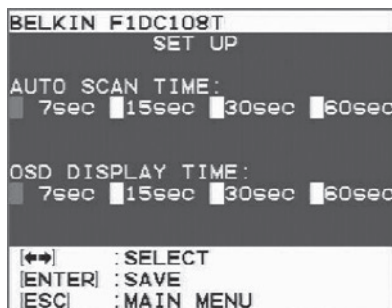 BELKIN F1DC108T
SET UP
AUTO SCAN TIME:
7sec 15sec 30sec 60sec
OSD DISPLAY TIME:
7sec 15sec 30sec 60sec
[↔] :SELECT
[ENTER] :SAVE
[ESC] :MAIN MENU